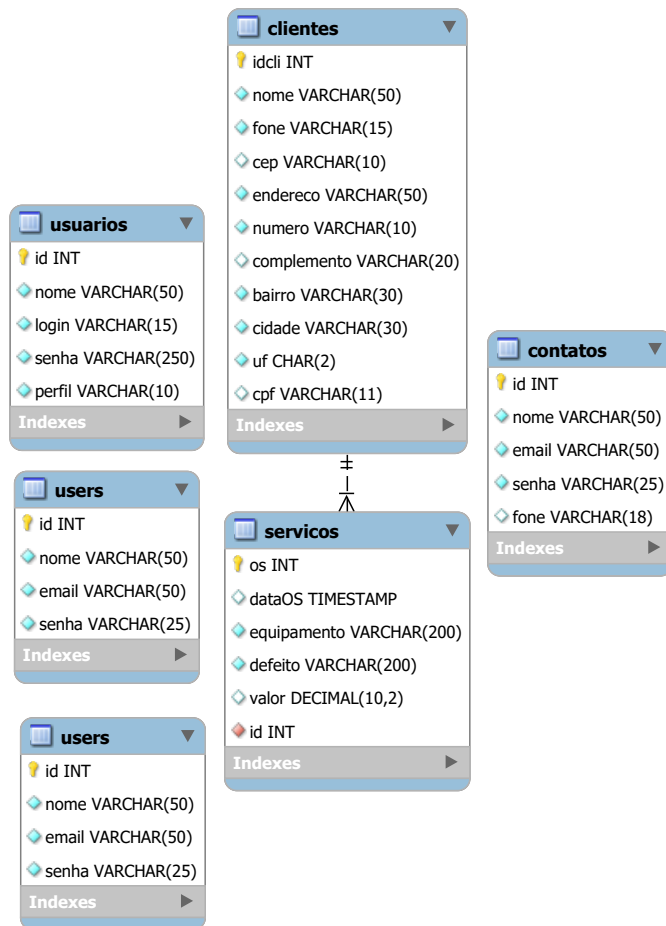 clientes
idcli INT
nome VARCHAR(50)
fone VARCHAR(15)
cep VARCHAR(10)
endereco VARCHAR(50)
numero VARCHAR(10)
complemento VARCHAR(20)
bairro VARCHAR(30)
cidade VARCHAR(30)
uf CHAR(2)
cpf VARCHAR(11)
Indexes
usuarios
id INT
nome VARCHAR(50)
login VARCHAR(15)
senha VARCHAR(250)
perfil VARCHAR(10)
Indexes
contatos
id INT
nome VARCHAR(50)
email VARCHAR(50)
senha VARCHAR(25)
fone VARCHAR(18)
Indexes
users
id INT
nome VARCHAR(50)
email VARCHAR(50)
senha VARCHAR(25)
Indexes
servicos
os INT
dataOS TIMESTAMP
equipamento VARCHAR(200)
defeito VARCHAR(200)
valor DECIMAL(10,2)
id INT
Indexes
users
id INT
nome VARCHAR(50)
email VARCHAR(50)
senha VARCHAR(25)
Indexes